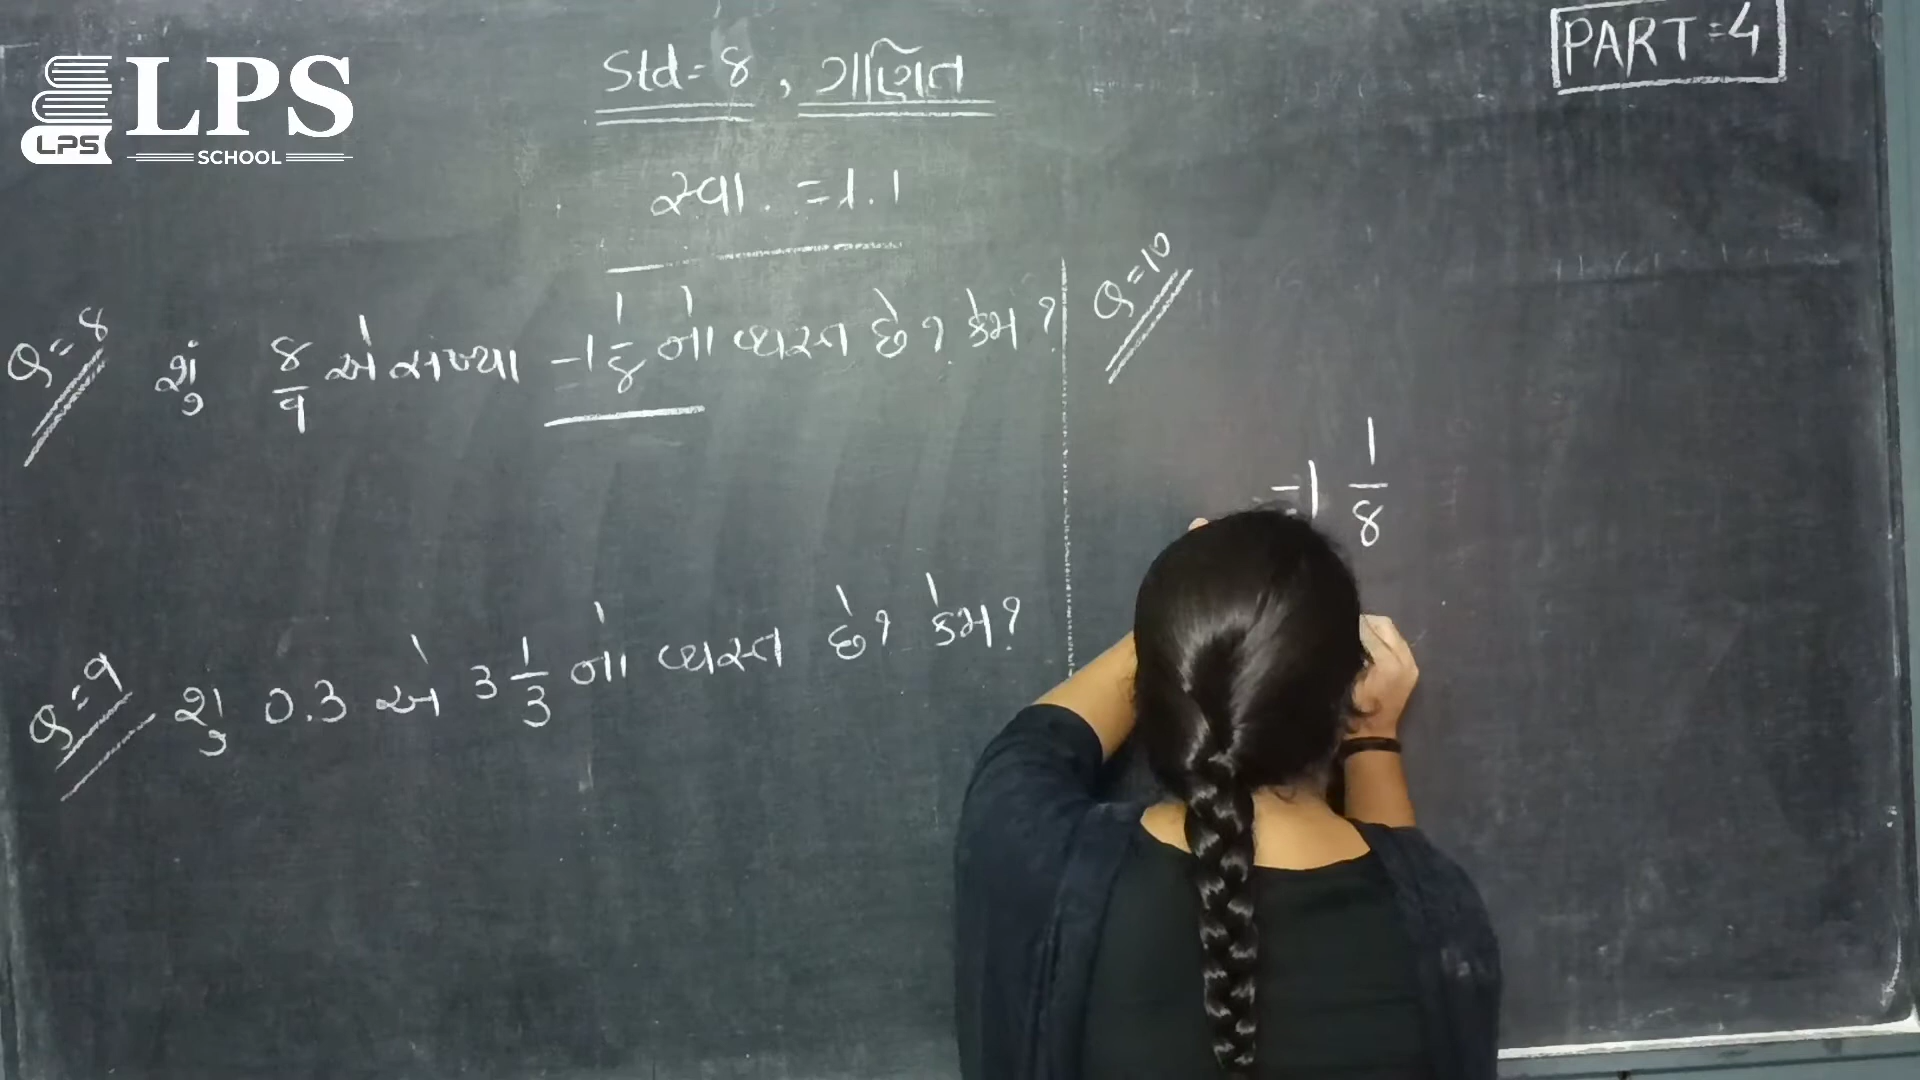 LPS
LPS
SCHOOL
PART=4
Std=8, ગણિત
સ્વા. =1.1
Q=8 શું 8/9 એ સંખ્યા -1 1/8 નો વ્યસ્ત છે? કેમ?
Q=9 શું 0.3 એ 3 1/3 નો વ્યસ્ત છે? કેમ?
Q=10
-1 1/8